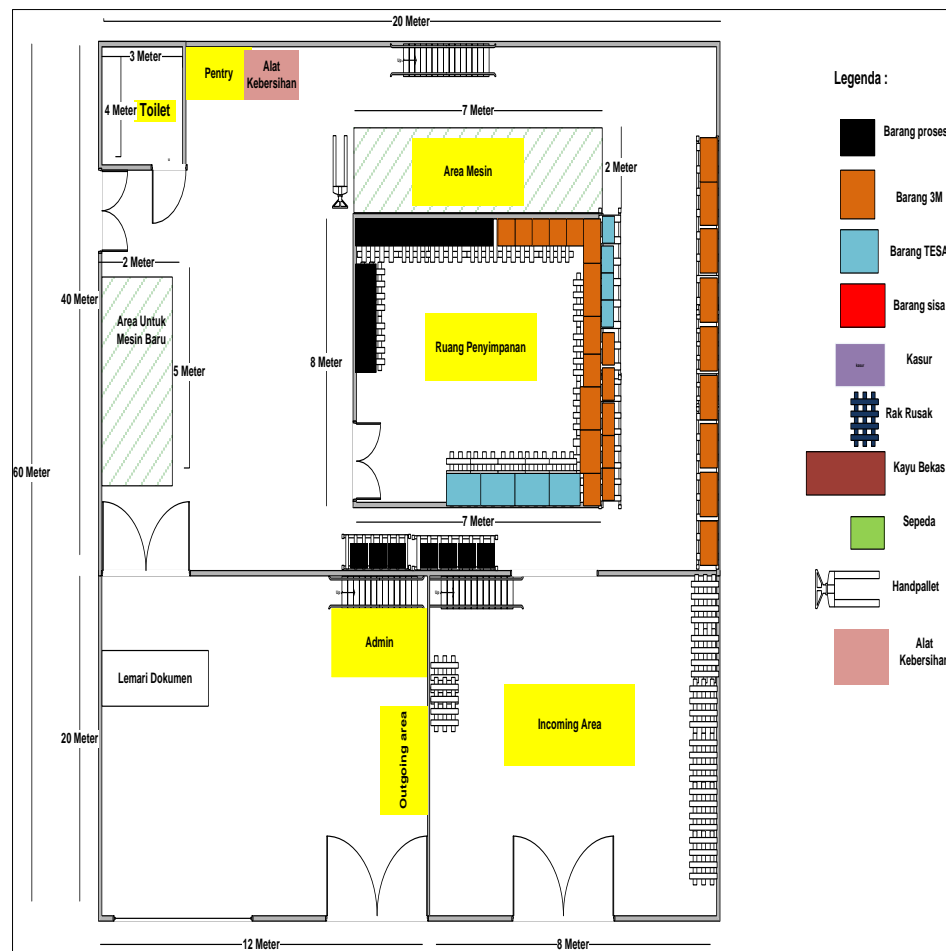 20 Meter
3 Meter
4 Meter
Toilet
Pentry
Alat
Kebersihan
7 Meter
Area Mesin
2 Meter
2 Meter
Area Untuk
Mesin Baru
40 Meter
5 Meter
8 Meter
Ruang Penyimpanan
60 Meter
7 Meter
Admin
Lemari Dokumen
Outgoing area
Incoming Area
20 Meter
12 Meter
8 Meter
Legenda :
Barang proses
Barang 3M
Barang TESA
Barang sisa
Kasur
Rak Rusak
Kayu Bekas
Sepeda
Handpallet
Alat
Kebersihan